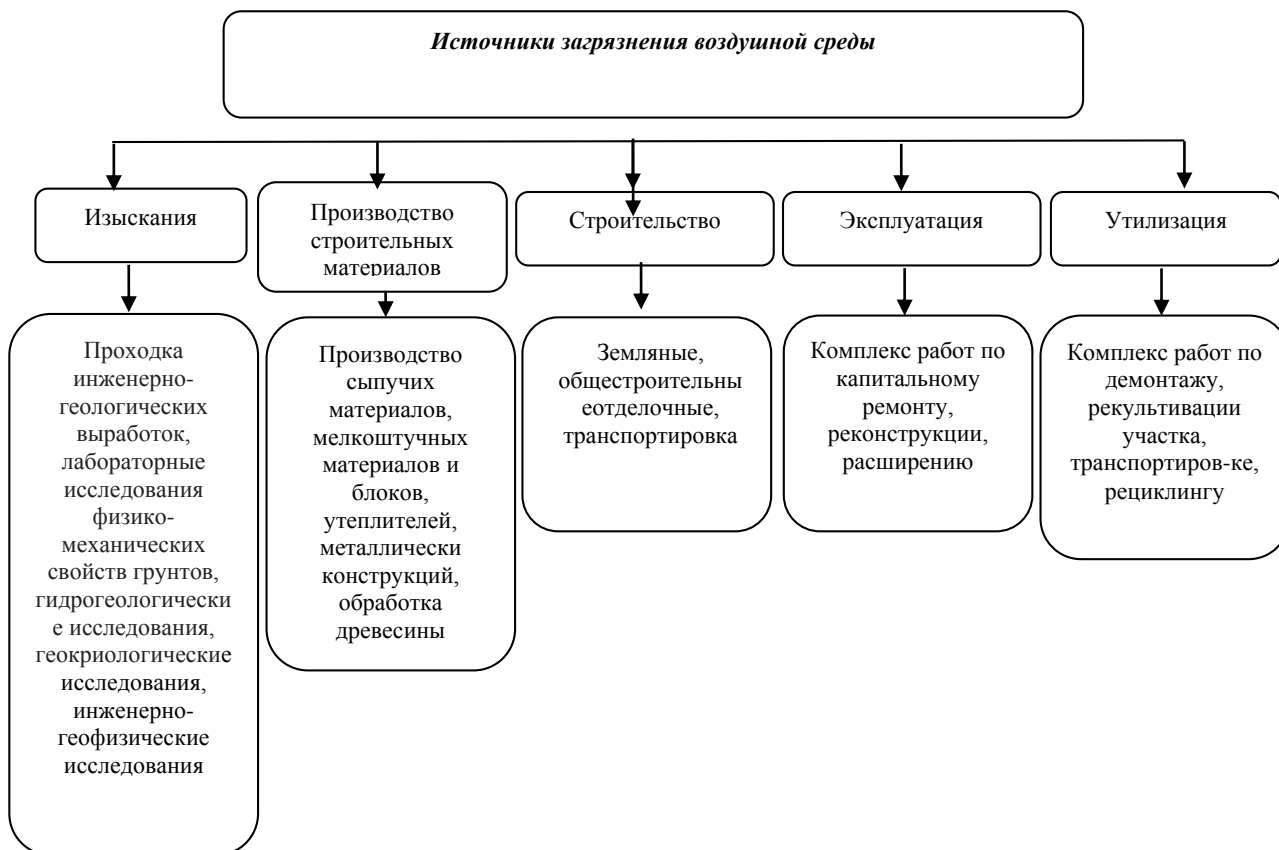 Источники загрязнения воздушной среды
Изыскания
Производство
строительных
материалов
Строительство
Эксплуатация
Утилизация
Проходка
инженерно-
геологических
выработок,
лабораторные
исследования
физико-
механических
свойств грунтов,
гидрогеологически
е исследования,
геокриологические
исследования,
инженерно-
геофизические
исследования
Производство
сыпучих
материалов,
мелкоштучных
материалов и
блоков,
утеплителей,
металлически
конструкций,
обработка
древесины
Земляные,
общестроительны
еотделочные,
транспортировка
Комплекс работ по
капитальному
ремонту,
реконструкции,
расширению
Комплекс работ по
демонтажу,
рекультивации
участка,
транспортиров-ке,
рециклингу